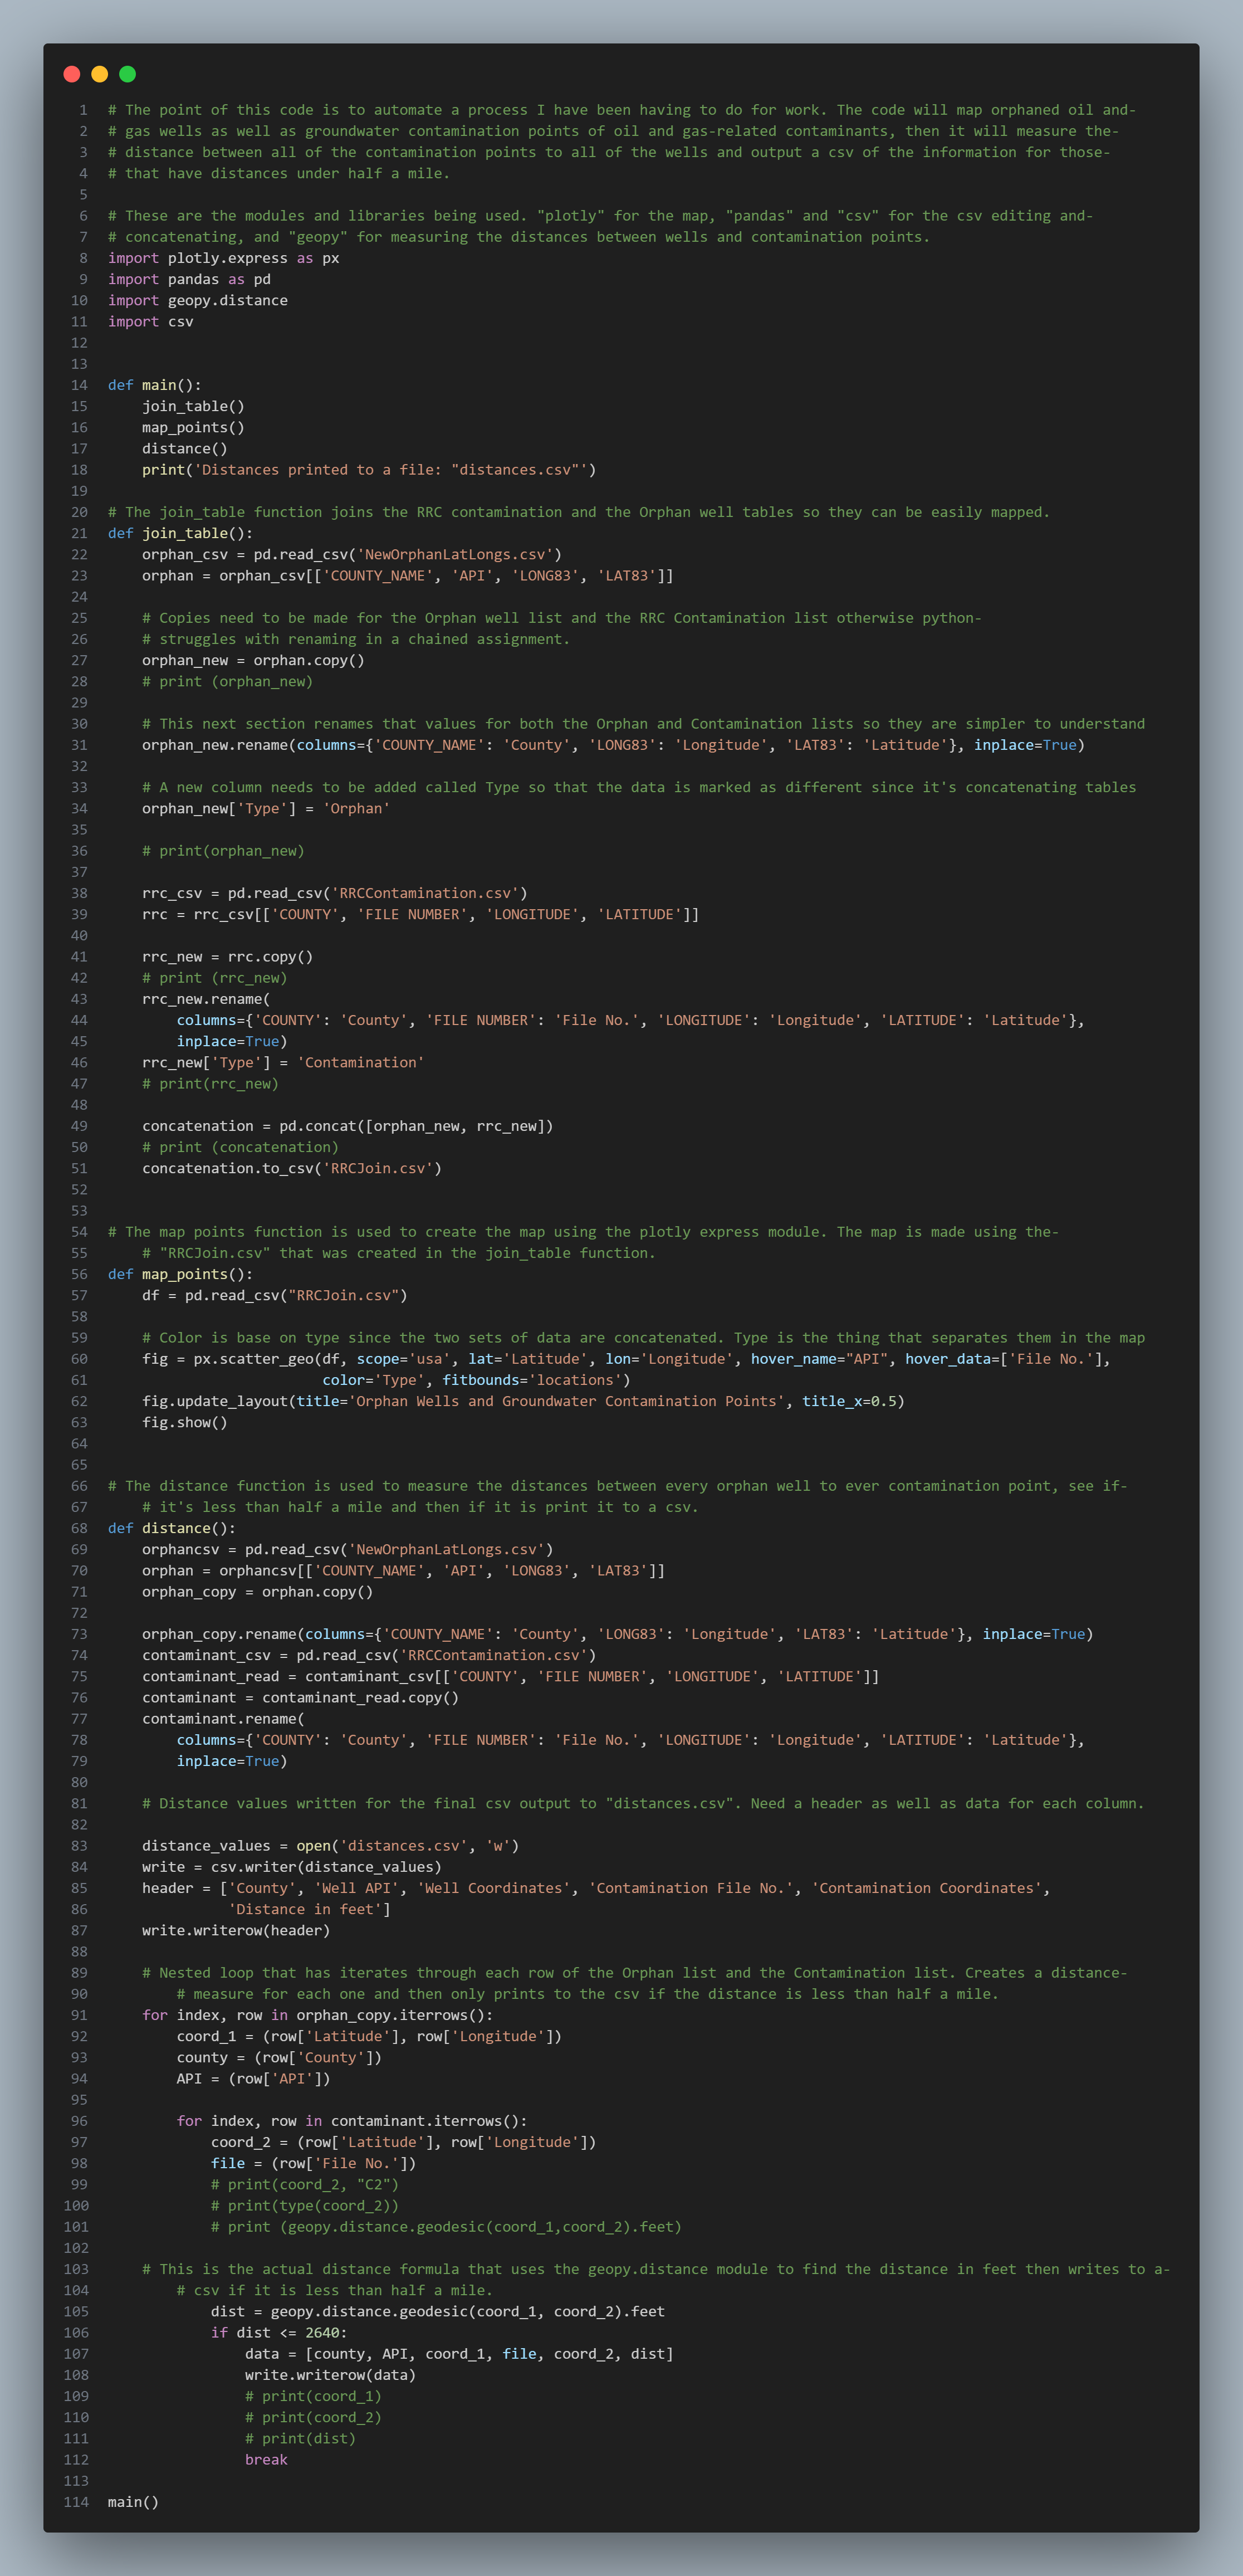 1 # The point of this code is to automate a process I have been having to do for work. The code will map orphaned oil and-
2 # gas wells as well as groundwater contamination points of oil and gas-related contaminants, then it will measure the-
3 # distance between all of the contamination points to all of the wells and output a csv of the information for those-
4 # that have distances under half a mile.
5
6 # These are the modules and libraries being used. "plotly" for the map, "pandas" and "csv" for the csv editing and-
7 # concatenating, and "geopy" for measuring the distances between wells and contamination points.
8 import plotly.express as px
9 import pandas as pd
10 import geopy.distance
11 import csv
12
13
14 def main():
15     join_table()
16     map_points()
17     distance()
18     print('Distances printed to a file: "distances.csv"')
19
20 # The join_table function joins the RRC contamination and the Orphan well tables so they can be easily mapped.
21 def join_table():
22     orphan_csv = pd.read_csv('NewOrphanLatLongs.csv')
23     orphan = orphan_csv[['COUNTY_NAME', 'API', 'LONG83', 'LAT83']]
24
25     # Copies need to be made for the Orphan well list and the RRC Contamination list otherwise python-
26     # struggles with renaming in a chained assignment.
27     orphan_new = orphan.copy()
28     # print (orphan_new)
29
30     # This next section renames that values for both the Orphan and Contamination lists so they are simpler to understand
31     orphan_new.rename(columns={'COUNTY_NAME': 'County', 'LONG83': 'Longitude', 'LAT83': 'Latitude'}, inplace=True)
32
33     # A new column needs to be added called Type so that the data is marked as different since it's concatenating tables
34     orphan_new['Type'] = 'Orphan'
35
36     # print(orphan_new)
37
38     rrc_csv = pd.read_csv('RRCContamination.csv')
39     rrc = rrc_csv[['COUNTY', 'FILE NUMBER', 'LONGITUDE', 'LATITUDE']]
40
41     rrc_new = rrc.copy()
42     # print (rrc_new)
43     rrc_new.rename(
44         columns={'COUNTY': 'County', 'FILE NUMBER': 'File No.', 'LONGITUDE': 'Longitude', 'LATITUDE': 'Latitude'},
45         inplace=True)
46     rrc_new['Type'] = 'Contamination'
47     # print(rrc_new)
48
49     concatenation = pd.concat([orphan_new, rrc_new])
50     # print (concatenation)
51     concatenation.to_csv('RRCJoin.csv')
52
53
54 # The map points function is used to create the map using the plotly express module. The map is made using the-
55     # "RRCJoin.csv" that was created in the join_table function.
56 def map_points():
57     df = pd.read_csv("RRCJoin.csv")
58
59     # Color is base on type since the two sets of data are concatenated. Type is the thing that separates them in the map
60     fig = px.scatter_geo(df, scope='usa', lat='Latitude', lon='Longitude', hover_name="API", hover_data=['File No.'],
61                          color='Type', fitbounds='locations')
62     fig.update_layout(title='Orphan Wells and Groundwater Contamination Points', title_x=0.5)
63     fig.show()
64
65
66 # The distance function is used to measure the distances between every orphan well to ever contamination point, see if-
67     # it's less than half a mile and then if it is print it to a csv.
68 def distance():
69     orphancsv = pd.read_csv('NewOrphanLatLongs.csv')
70     orphan = orphancsv[['COUNTY_NAME', 'API', 'LONG83', 'LAT83']]
71     orphan_copy = orphan.copy()
72
73     orphan_copy.rename(columns={'COUNTY_NAME': 'County', 'LONG83': 'Longitude', 'LAT83': 'Latitude'}, inplace=True)
74     contaminant_csv = pd.read_csv('RRCContamination.csv')
75     contaminant_read = contaminant_csv[['COUNTY', 'FILE NUMBER', 'LONGITUDE', 'LATITUDE']]
76     contaminant = contaminant_read.copy()
77     contaminant.rename(
78         columns={'COUNTY': 'County', 'FILE NUMBER': 'File No.', 'LONGITUDE': 'Longitude', 'LATITUDE': 'Latitude'},
79         inplace=True)
80
81     # Distance values written for the final csv output to "distances.csv". Need a header as well as data for each column.
82
83     distance_values = open('distances.csv', 'w')
84     write = csv.writer(distance_values)
85     header = ['County', 'Well API', 'Well Coordinates', 'Contamination File No.', 'Contamination Coordinates',
86               'Distance in feet']
87     write.writerow(header)
88
89     # Nested loop that has iterates through each row of the Orphan list and the Contamination list. Creates a distance-
90         # measure for each one and then only prints to the csv if the distance is less than half a mile.
91     for index, row in orphan_copy.iterrows():
92         coord_1 = (row['Latitude'], row['Longitude'])
93         county = (row['County'])
94         API = (row['API'])
95
96         for index, row in contaminant.iterrows():
97             coord_2 = (row['Latitude'], row['Longitude'])
98             file = (row['File No.'])
99             # print(coord_2, "C2")
100             # print(type(coord_2))
101             # print (geopy.distance.geodesic(coord_1,coord_2).feet)
102
103     # This is the actual distance formula that uses the geopy.distance module to find the distance in feet then writes to a-
104         # csv if it is less than half a mile.
105             dist = geopy.distance.geodesic(coord_1, coord_2).feet
106             if dist <= 2640:
107                 data = [county, API, coord_1, file, coord_2, dist]
108                 write.writerow(data)
109                 # print(coord_1)
110                 # print(coord_2)
111                 # print(dist)
112                 break
113
114 main()